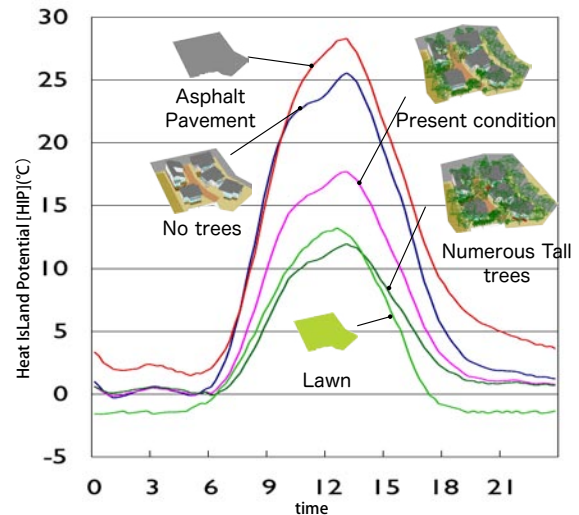 Heat IsLand Potential [HIP](℃)
30
25
20
15
10
5
0
-5
Asphalt
Pavement
Present condition
No trees
Numerous Tall
trees
Lawn
0 3 6 9 12 15 18 21
time